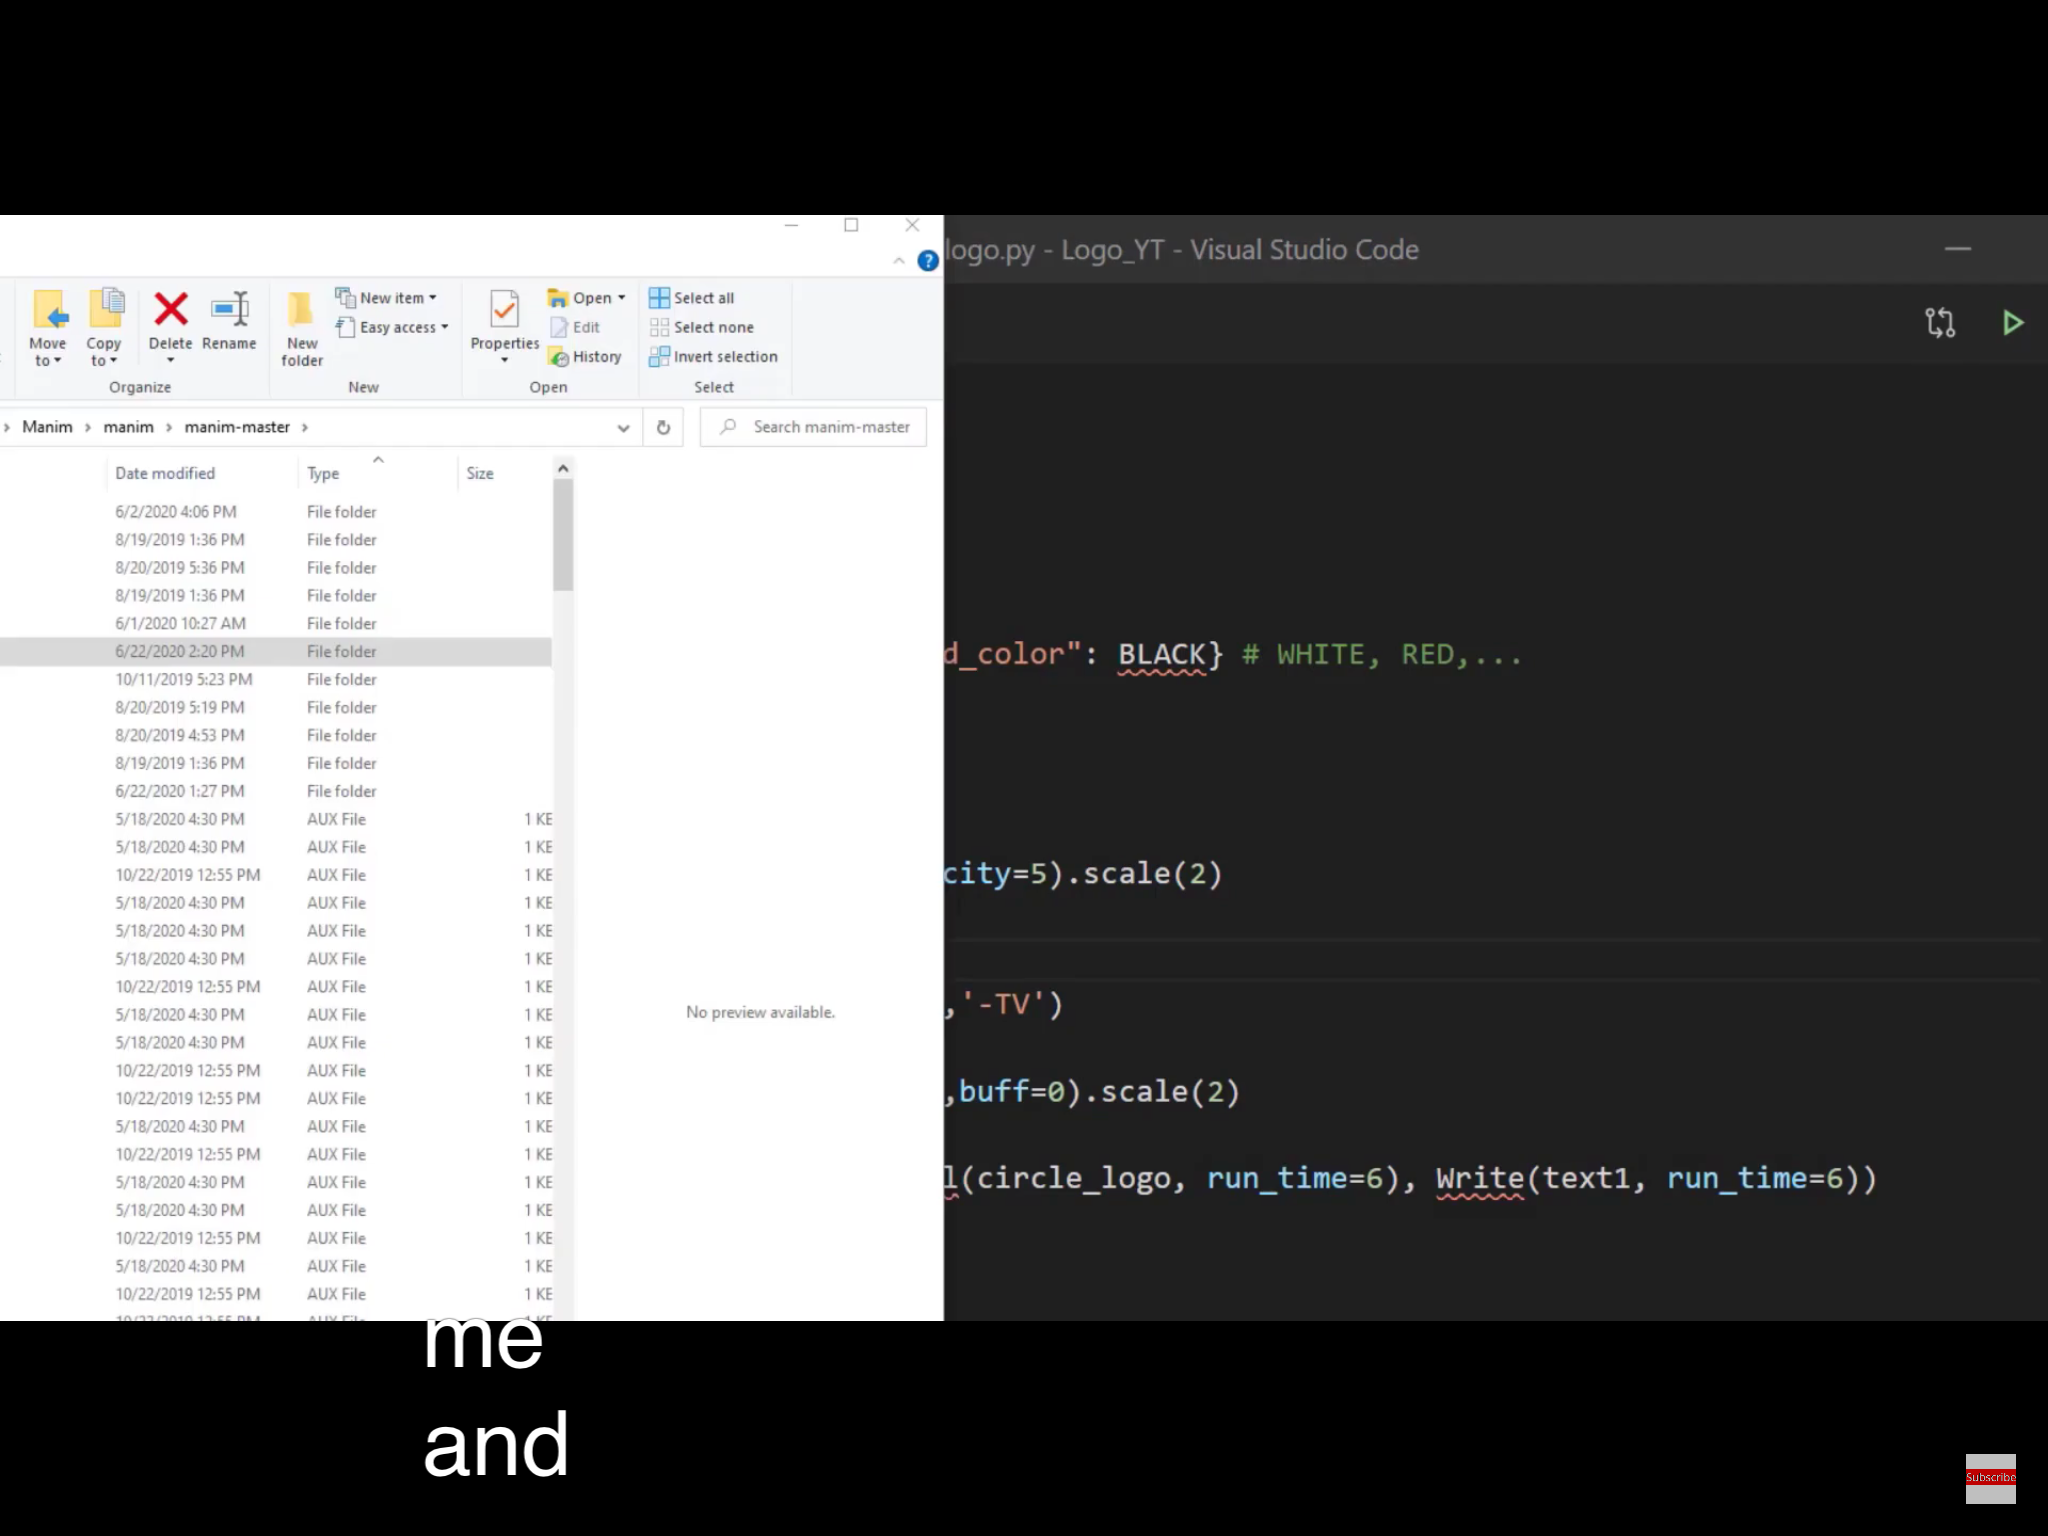 logo.py - Logo_YT - Visual Studio Code
Move to
Copy to
Delete
Rename
Organize
New folder
New item
Easy access
New
Properties
Open
Edit
History
Open
Select all
Select none
Invert selection
Select
Manim > manim > manim-master >
Search manim-master
Date modified Type Size
6/2/2020 4:06 PM File folder
8/19/2019 1:36 PM File folder
8/20/2019 5:36 PM File folder
8/19/2019 1:36 PM File folder
6/1/2020 10:27 AM File folder
6/22/2020 2:20 PM File folder
10/11/2019 5:23 PM File folder
8/20/2019 5:19 PM File folder
8/20/2019 4:53 PM File folder
8/19/2019 1:36 PM File folder
6/22/2020 1:27 PM File folder
5/18/2020 4:30 PM AUX File 1 KE
5/18/2020 4:30 PM AUX File 1 KE
10/22/2019 12:55 PM AUX File 1 KE
5/18/2020 4:30 PM AUX File 1 KE
5/18/2020 4:30 PM AUX File 1 KE
5/18/2020 4:30 PM AUX File 1 KE
10/22/2019 12:55 PM AUX File 1 KE
5/18/2020 4:30 PM AUX File 1 KE
5/18/2020 4:30 PM AUX File 1 KE
10/22/2019 12:55 PM AUX File 1 KE
10/22/2019 12:55 PM AUX File 1 KE
5/18/2020 4:30 PM AUX File 1 KE
10/22/2019 12:55 PM AUX File 1 KE
5/18/2020 4:30 PM AUX File 1 KE
5/18/2020 4:30 PM AUX File 1 KE
10/22/2019 12:55 PM AUX File 1 KE
5/18/2020 4:30 PM AUX File 1 KE
10/22/2019 12:55 PM AUX File 1 KE
No preview available.
d_color": BLACK} # WHITE, RED,...
city=5).scale(2)
,'-TV')
,buff=0).scale(2)
l(circle_logo, run_time=6), Write(text1, run_time=6))
me
and
Subscribe